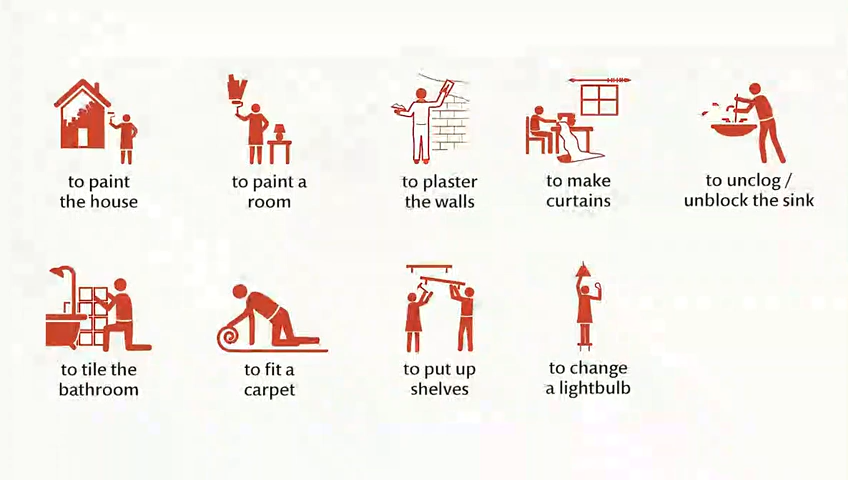 to paint
the house
to paint a
room
to plaster
the walls
to make
curtains
to unclog /
unblock the sink
to tile the
bathroom
to fit a
carpet
to put up
shelves
to change
a lightbulb